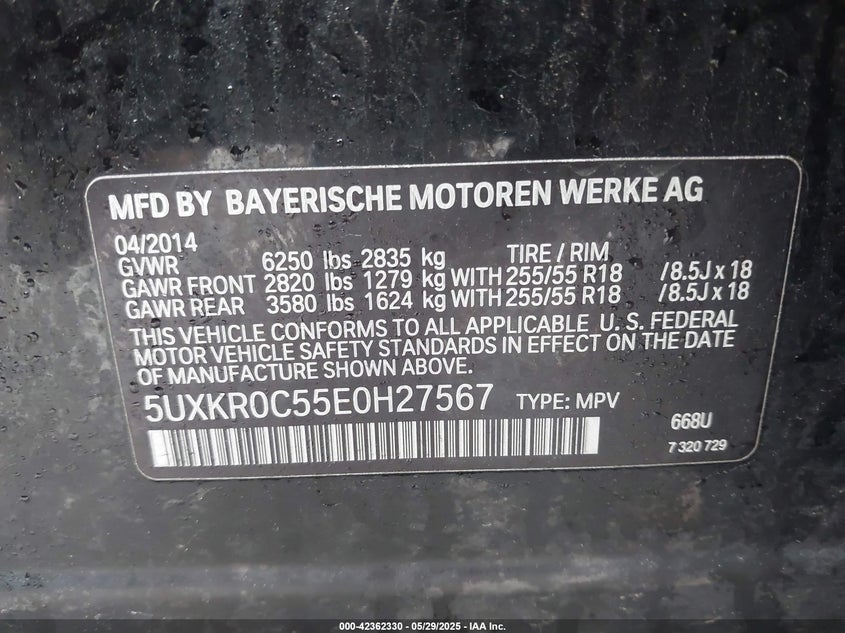 MFD BY BAYERISCHE MOTOREN WERKE AG
04/2014
GVWR 6250 lbs 2835 kg TIRE / RIM
GAWR FRONT 2820 lbs 1279 kg WITH 255/55 R18 /8.5J x 18
GAWR REAR 3580 lbs 1624 kg WITH 255/55 R18 /8.5J x 18
THIS VEHICLE CONFORMS TO ALL APPLICABLE U. S. FEDERAL
MOTOR VEHICLE SAFETY STANDARDS IN EFFECT ON THE DATE
OF MANUFACTURE SHOWN ABOVE.
5UXKR0C55E0H27567 TYPE: MPV
668U
7 320 729
000-42362330 - 05/29/2025 - IAA Inc.